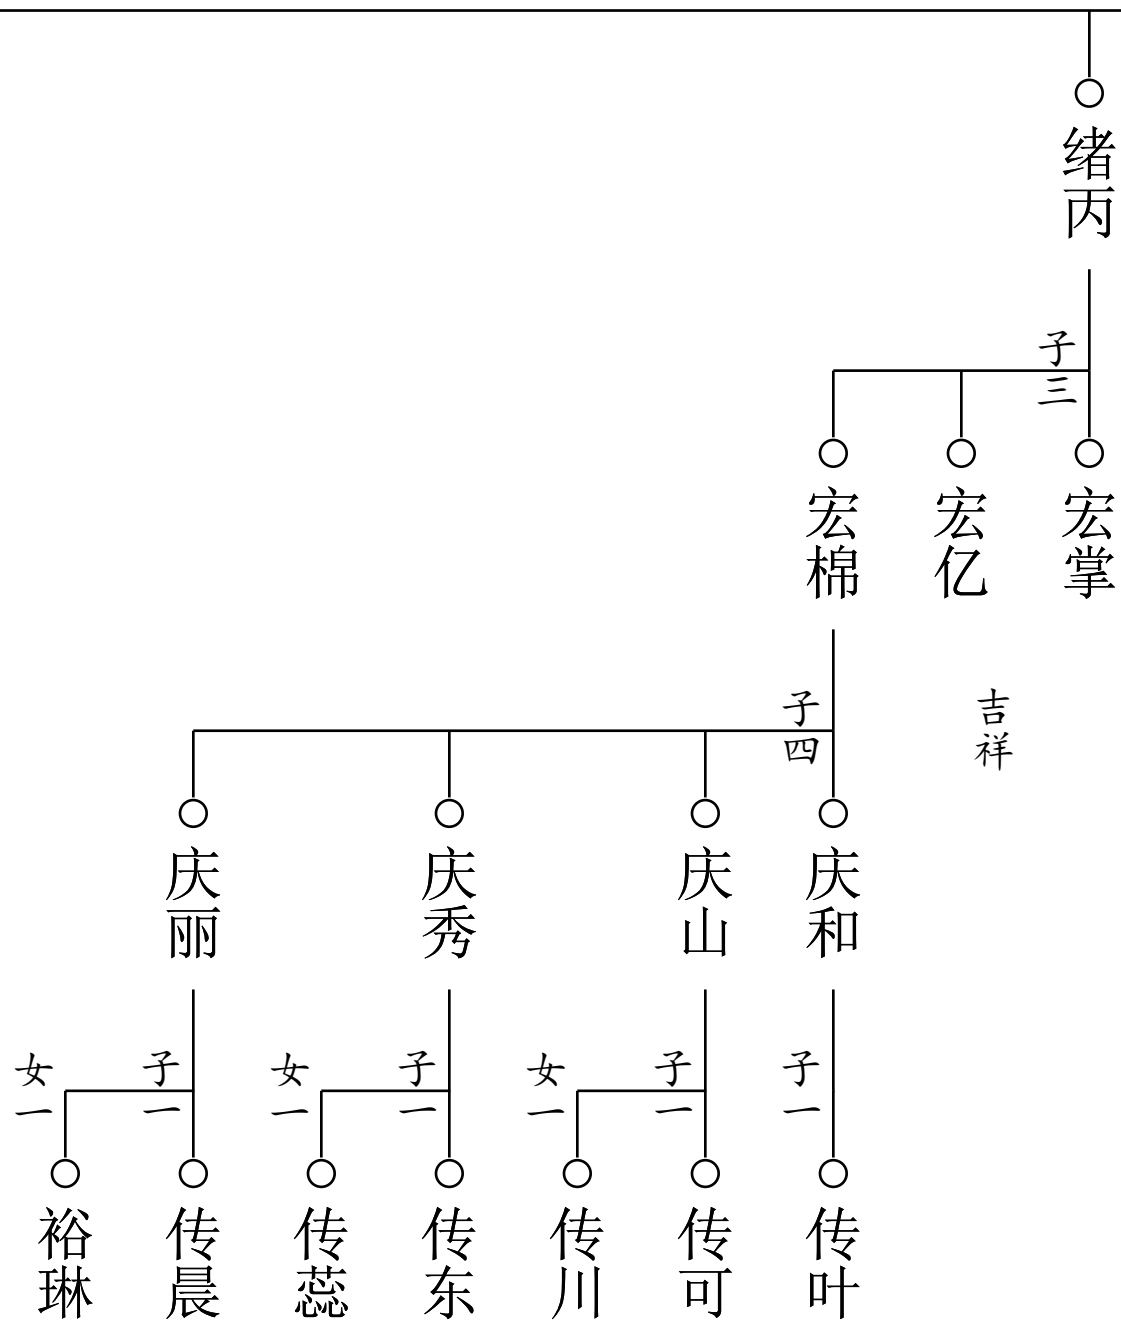 绪丙
子三
宏掌
宏亿
宏棉
吉祥
子四
庆和
庆山
庆秀
庆丽
子一
子一
女一
子一
女一
子一
女一
传叶
传可
传川
传东
传蕊
传晨
裕琳